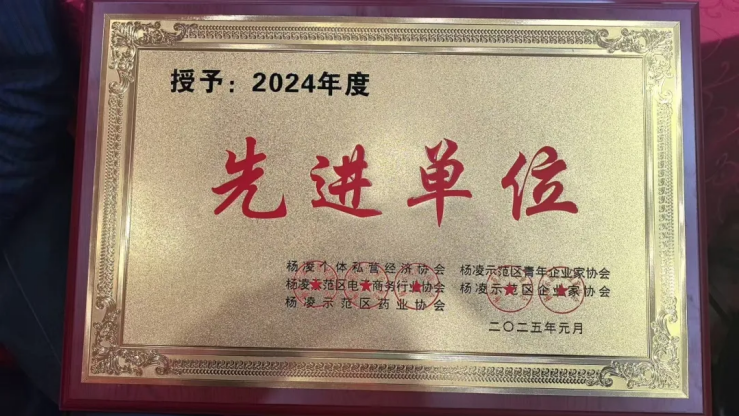 授予：2024年度
先进单位
杨凌个体私营经济协会 杨凌示范区青年企业家协会
杨凌示范区电子商务行业协会 杨凌示范区企业家协会
杨凌示范区药业协会
二〇二五年元月